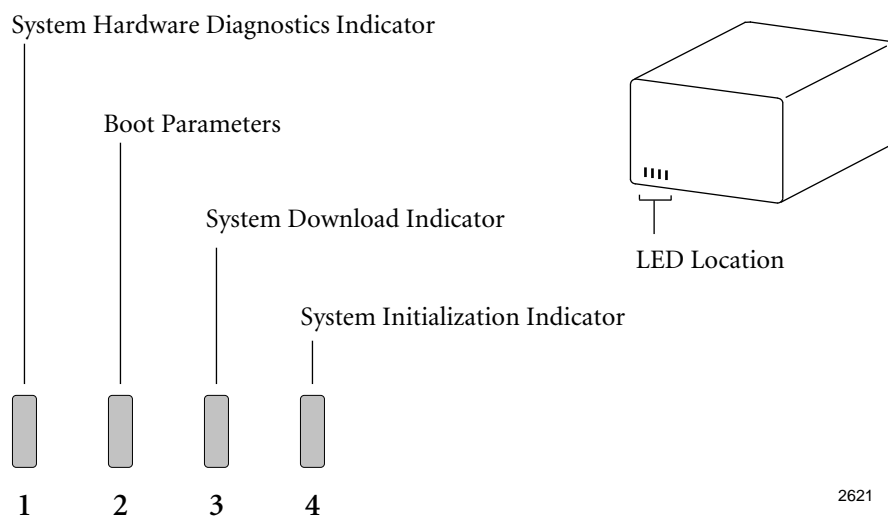 System Hardware Diagnostics Indicator
Boot Parameters
System Download Indicator
LED Location
System Initialization Indicator
1 2 3 4
2621